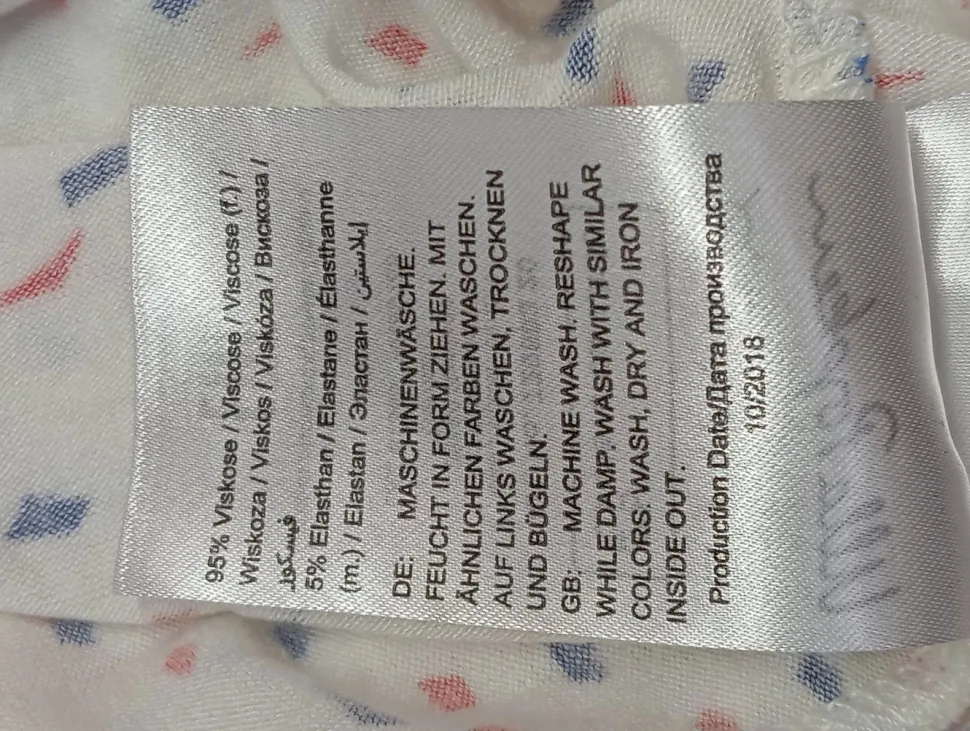 95% Viskose / Viscose / Viscose (f.) /
Wiskoza / Viskos / Viskóza / Вискоза /
فيسكوز
5% Elasthan / Elastane / Élasthanne
(m.) / Elastan / Эластан / إيلاستين
DE: MASCHINENWÄSCHE.
FEUCHT IN FORM ZIEHEN. MIT
ÄHNLICHEN FARBEN WASCHEN.
AUF LINKS WASCHEN, TROCKNEN
UND BÜGELN.
GB: MACHINE WASH. RESHAPE
WHILE DAMP. WASH WITH SIMILAR
COLORS. WASH, DRY AND IRON
INSIDE OUT.
Production Date/Дата производства
10/2018